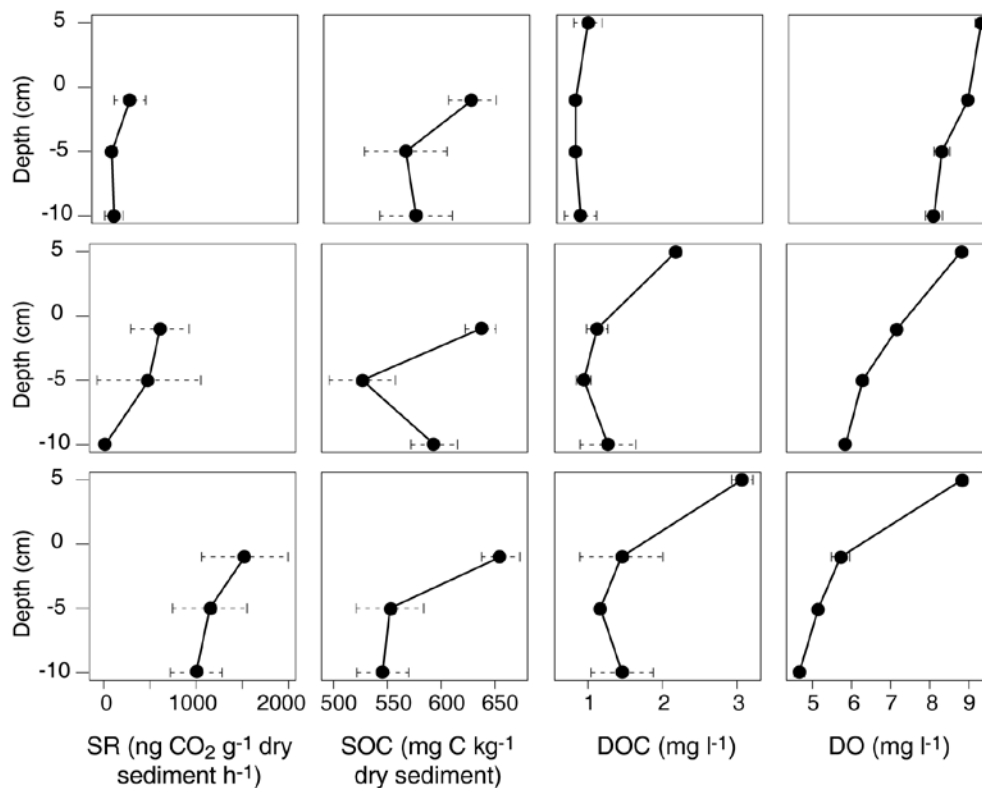 5
0
-5
-10
Depth (cm)
5
0
-5
-10
Depth (cm)
5
0
-5
-10
Depth (cm)
0 1000 2000
500 550 600 650
1 2 3
5 6 7 8 9
SR (ng CO₂ g⁻¹ dry
sediment h⁻¹)
SOC (mg C kg⁻¹
dry sediment)
DOC (mg l⁻¹)
DO (mg l⁻¹)